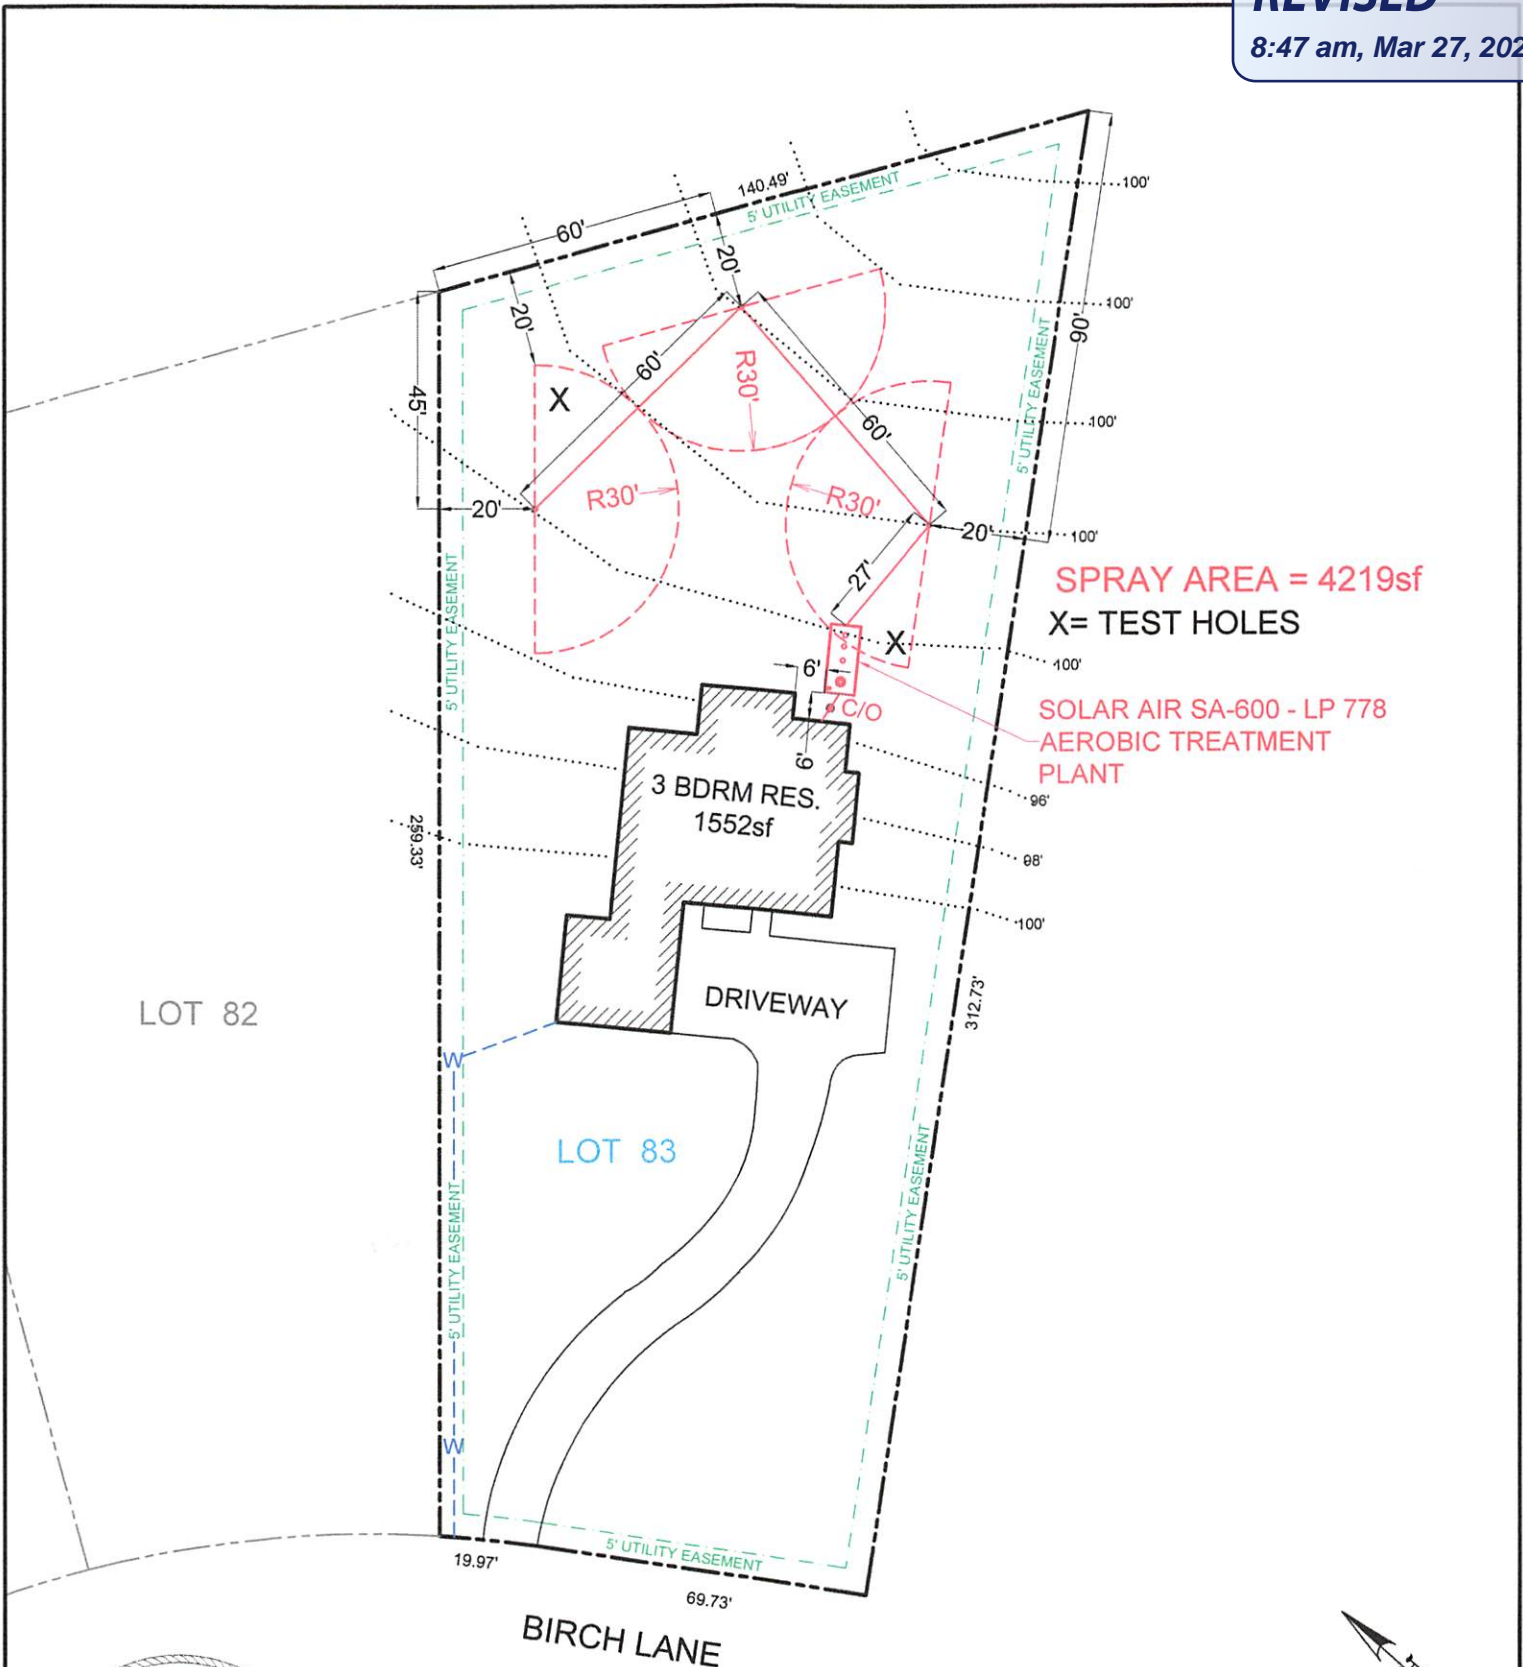 REVISED
8:47 am, Mar 27, 202
140.49'
5' UTILITY EASEMENT
100'
60'
20'
20'
100'
90'
60'
R30'
5' UTILITY EASEMENT
X
45'
60'
100'
R30'
R30'
20'
20'
100'
27'
SPRAY AREA = 4219sf
X= TEST HOLES
5' UTILITY EASEMENT
X
100'
6'
C/O
SOLAR AIR SA-600 - LP 778
AEROBIC TREATMENT
PLANT
6'
3 BDRM RES.
1552sf
96'
259.33'
98'
100'
LOT 82
DRIVEWAY
312.73'
W
LOT 83
5' UTILITY EASEMENT
5' UTILITY EASEMENT
W
5' UTILITY EASEMENT
19.97'
69.73'
BIRCH LANE